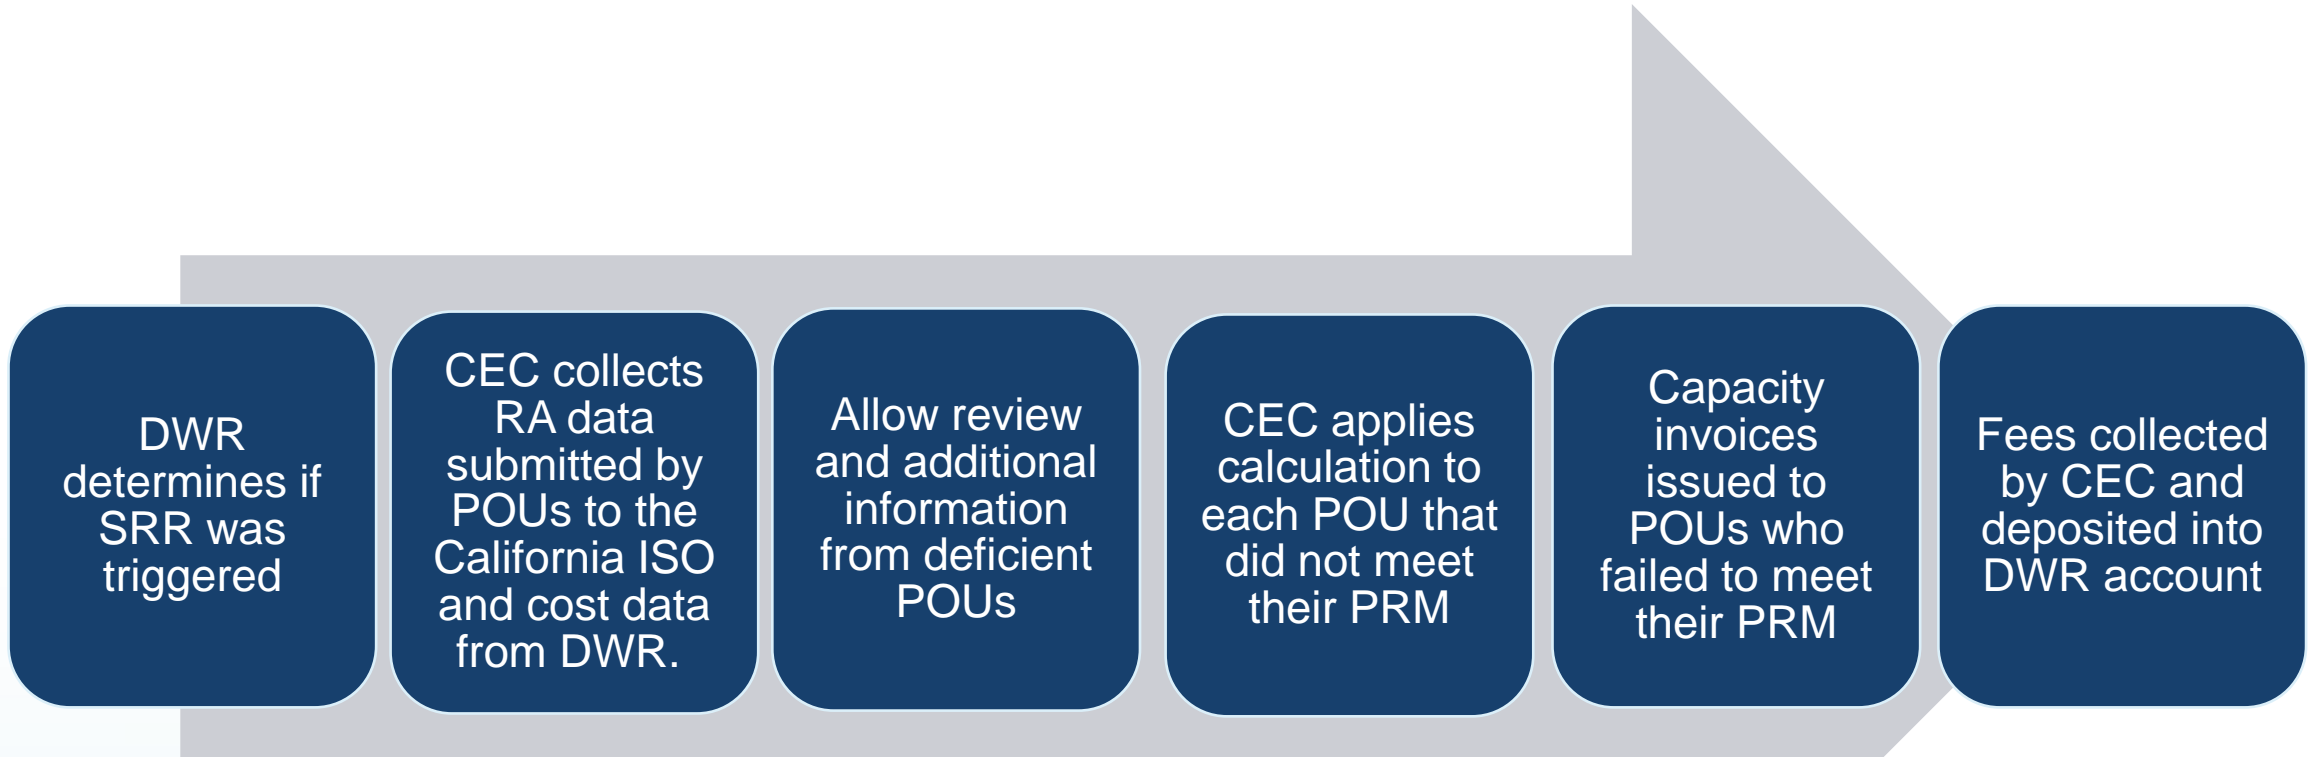 DWR
determines if
SRR was
triggered
CEC collects
RA data
submitted by
POUs to the
California ISO
and cost data
from DWR.
Allow review
and additional
information
from deficient
POUs
CEC applies
calculation to
each POU that
did not meet
their PRM
Capacity
invoices
issued to
POUs who
failed to meet
their PRM
Fees collected
by CEC and
deposited into
DWR account